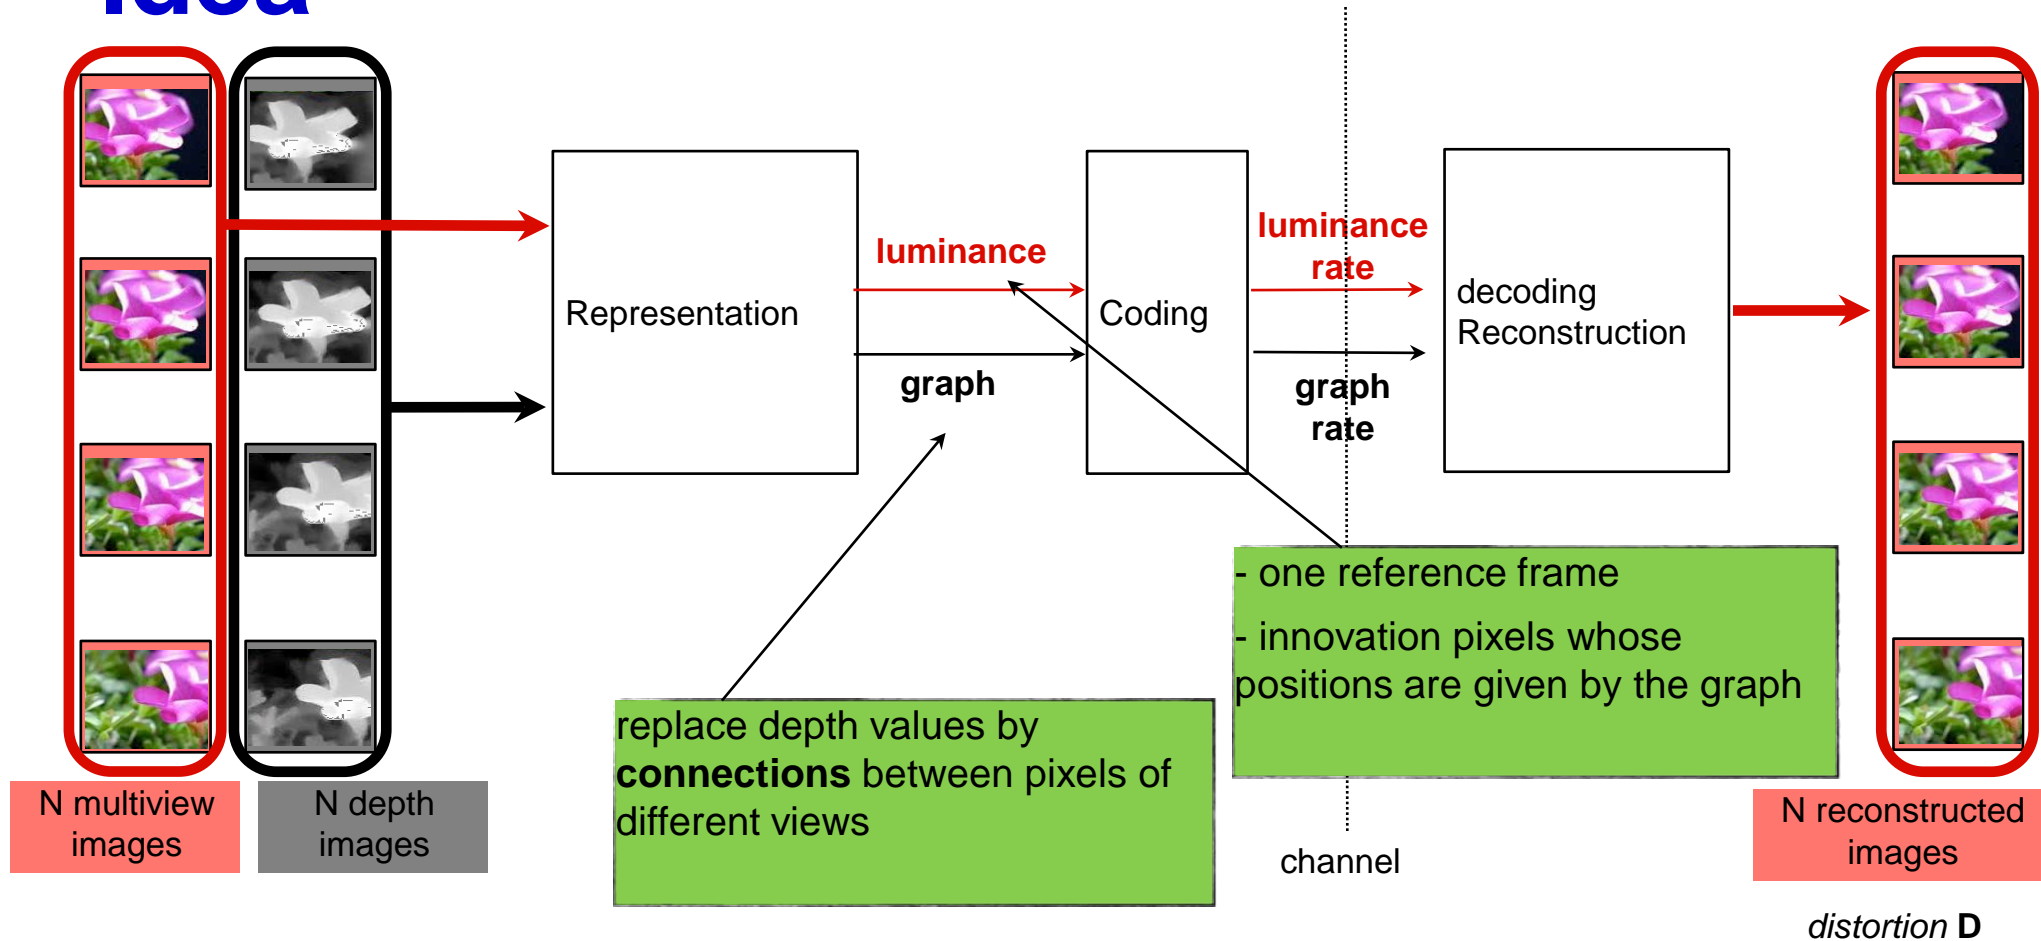 Idea
luminance
luminance
rate
Representation
Coding
decoding
Reconstruction
graph
graph
rate
- one reference frame
- innovation pixels whose
positions are given by the graph
replace depth values by
connections between pixels of
different views
N multiview
images
N depth
images
channel
N reconstructed
images
distortion D